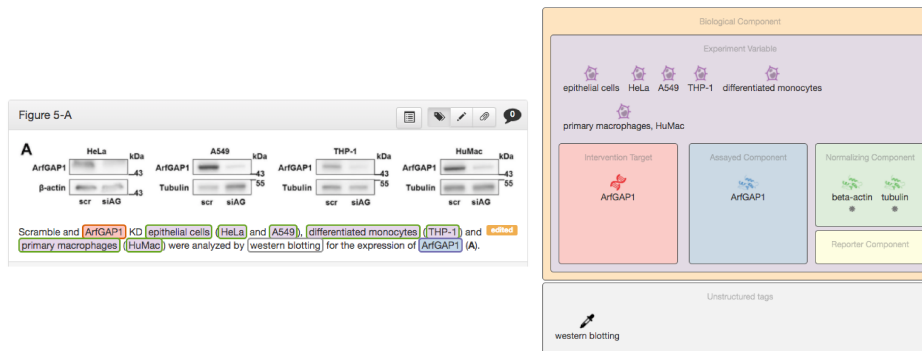 Figure 5-A
0
A
HeLa
kDa
ArfGAP1
43
β-actin
43
scr siAG
A549
kDa
ArfGAP1
43
Tubulin
55
scr siAG
THP-1
kDa
ArfGAP1
43
Tubulin
55
scr siAG
HuMac
kDa
ArfGAP1
43
Tubulin
55
scr siAG
Scramble and ArfGAP1 KD epithelial cells (HeLa and A549), differentiated monocytes (THP-1) and edited
primary macrophages (HuMac) were analyzed by western blotting for the expression of ArfGAP1 (A).
Biological Component
Experiment Variable
epithelial cells HeLa A549 THP-1 differentiated monocytes
primary macrophages, HuMac
Intervention Target
ArfGAP1
Assayed Component
ArfGAP1
Normalizing Component
beta-actin tubulin
Reporter Component
Unstructured tags
western blotting